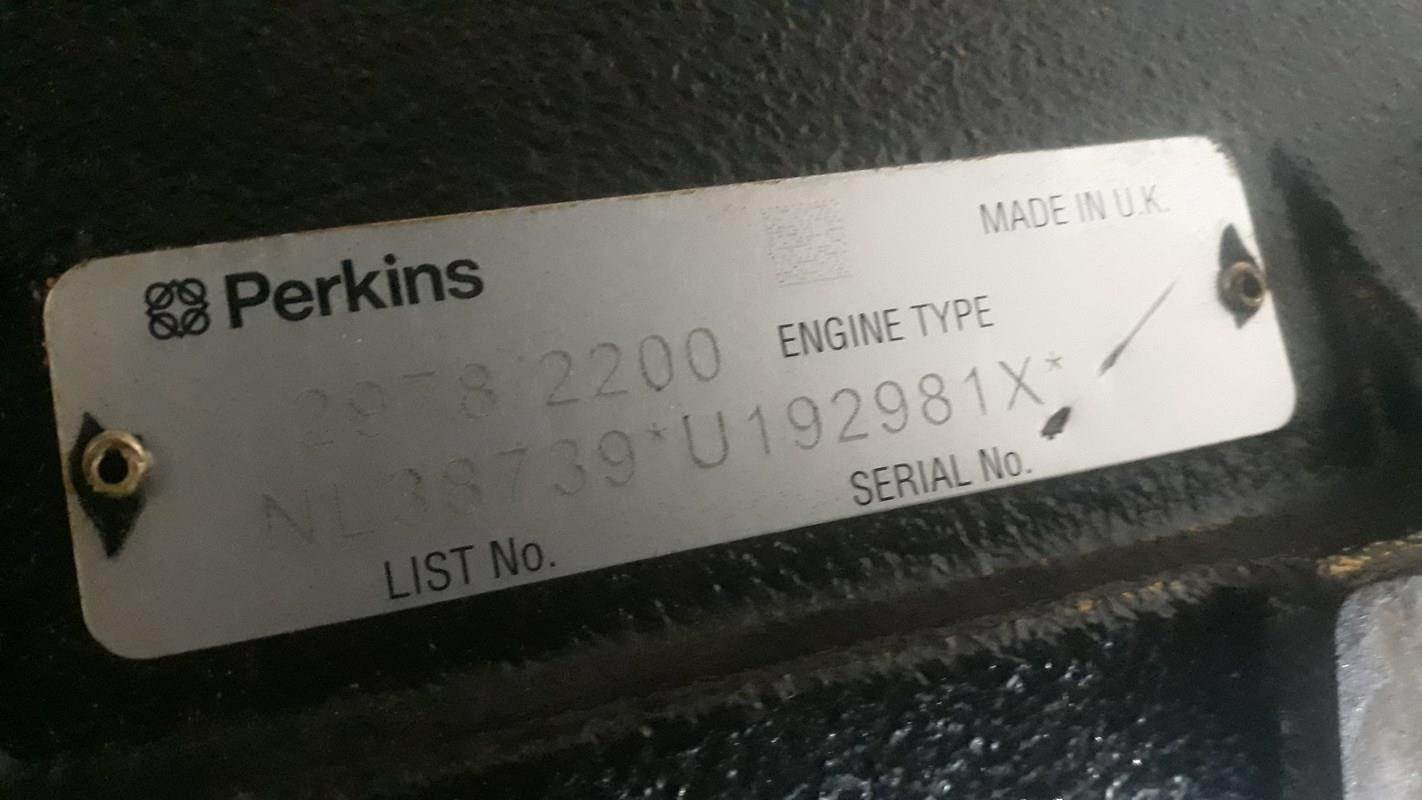 Perkins
MADE IN U.K.
2978 2200
ENGINE TYPE
NL38739*U192981X*
LIST No.
SERIAL No.